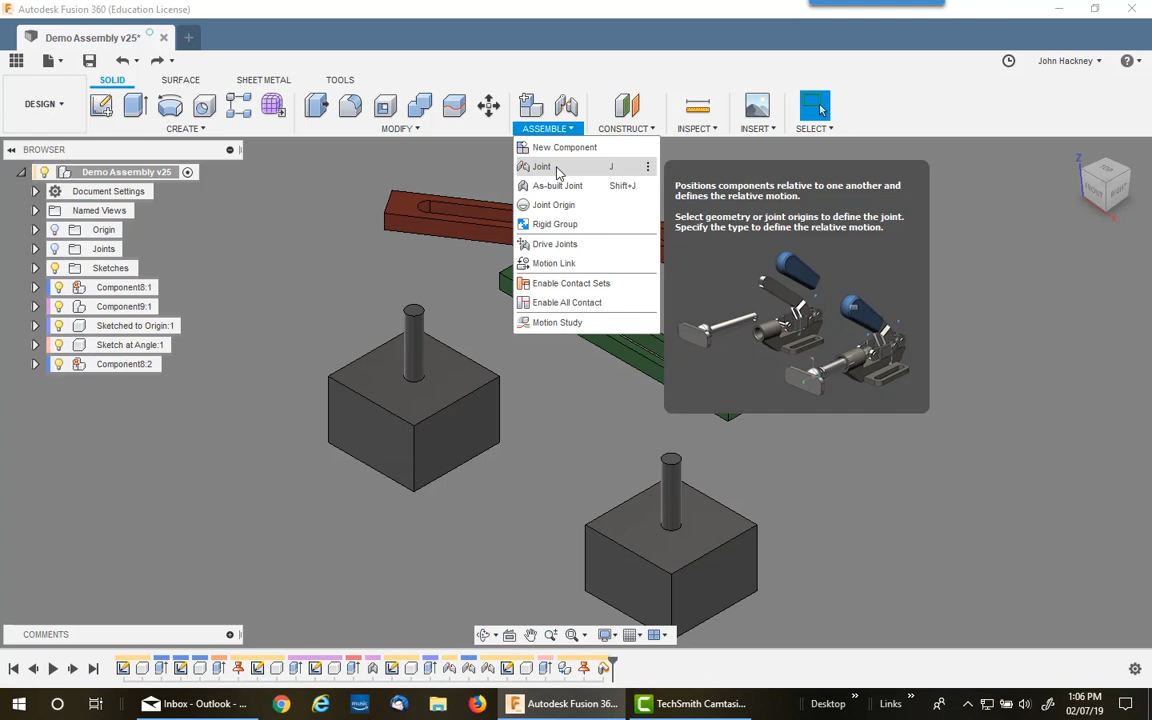 Autodesk Fusion 360 (Education License)
Demo Assembly v25*
John Hackney
DESIGN
SOLID
SURFACE
SHEET METAL
TOOLS
CREATE
MODIFY
ASSEMBLE
CONSTRUCT
INSPECT
INSERT
SELECT
BROWSER
Demo Assembly v25
Document Settings
Named Views
Origin
Joints
Sketches
Component8:1
Component9:1
Sketched to Origin:1
Sketch at Angle:1
Component8:2
New Component
Joint J
As-built Joint Shift+J
Joint Origin
Rigid Group
Drive Joints
Motion Link
Enable Contact Sets
Enable All Contact
Motion Study
Positions components relative to one another and
defines the relative motion.
Select geometry or joint origins to define the joint.
Specify the type to define the relative motion.
Z
TOP
FRONT
RIGHT
COMMENTS
Inbox - Outlook - ...
Autodesk Fusion 36...
TechSmith Camtasi...
Desktop
Links
1:06 PM
02/07/19